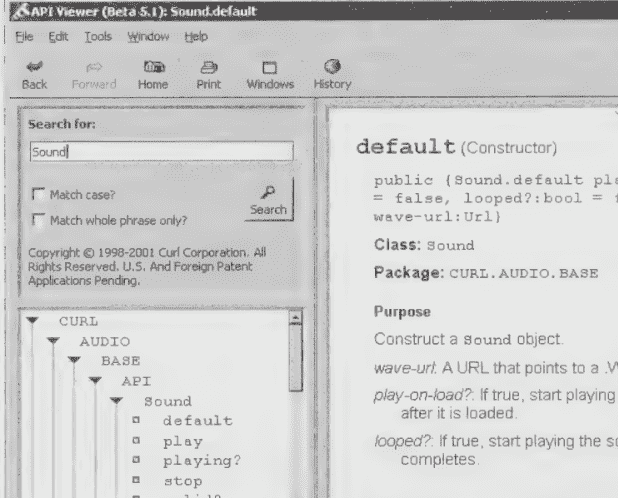 API Viewer (Beta 5.1): Sound.default
File Edit Tools Window Help
Back Forward Home Print Windows History
Search for:
Sound
Match case?
Match whole phrase only?
Search
Copyright © 1998-2001 Curl Corporation. All
Rights Reserved. U.S. And Foreign Patent
Applications Pending.
CURL
AUDIO
BASE
API
Sound
default
play
playing?
stop
default (Constructor)
public {Sound.default
= false, looped?:bool =
wave-url:Url}
Class: Sound
Package: CURL.AUDIO.BASE
Purpose
Construct a Sound object.
wave-url: A URL that points to a
play-on-load?: If true, start playing
after it is loaded.
looped?: If true, start playing the
completes.